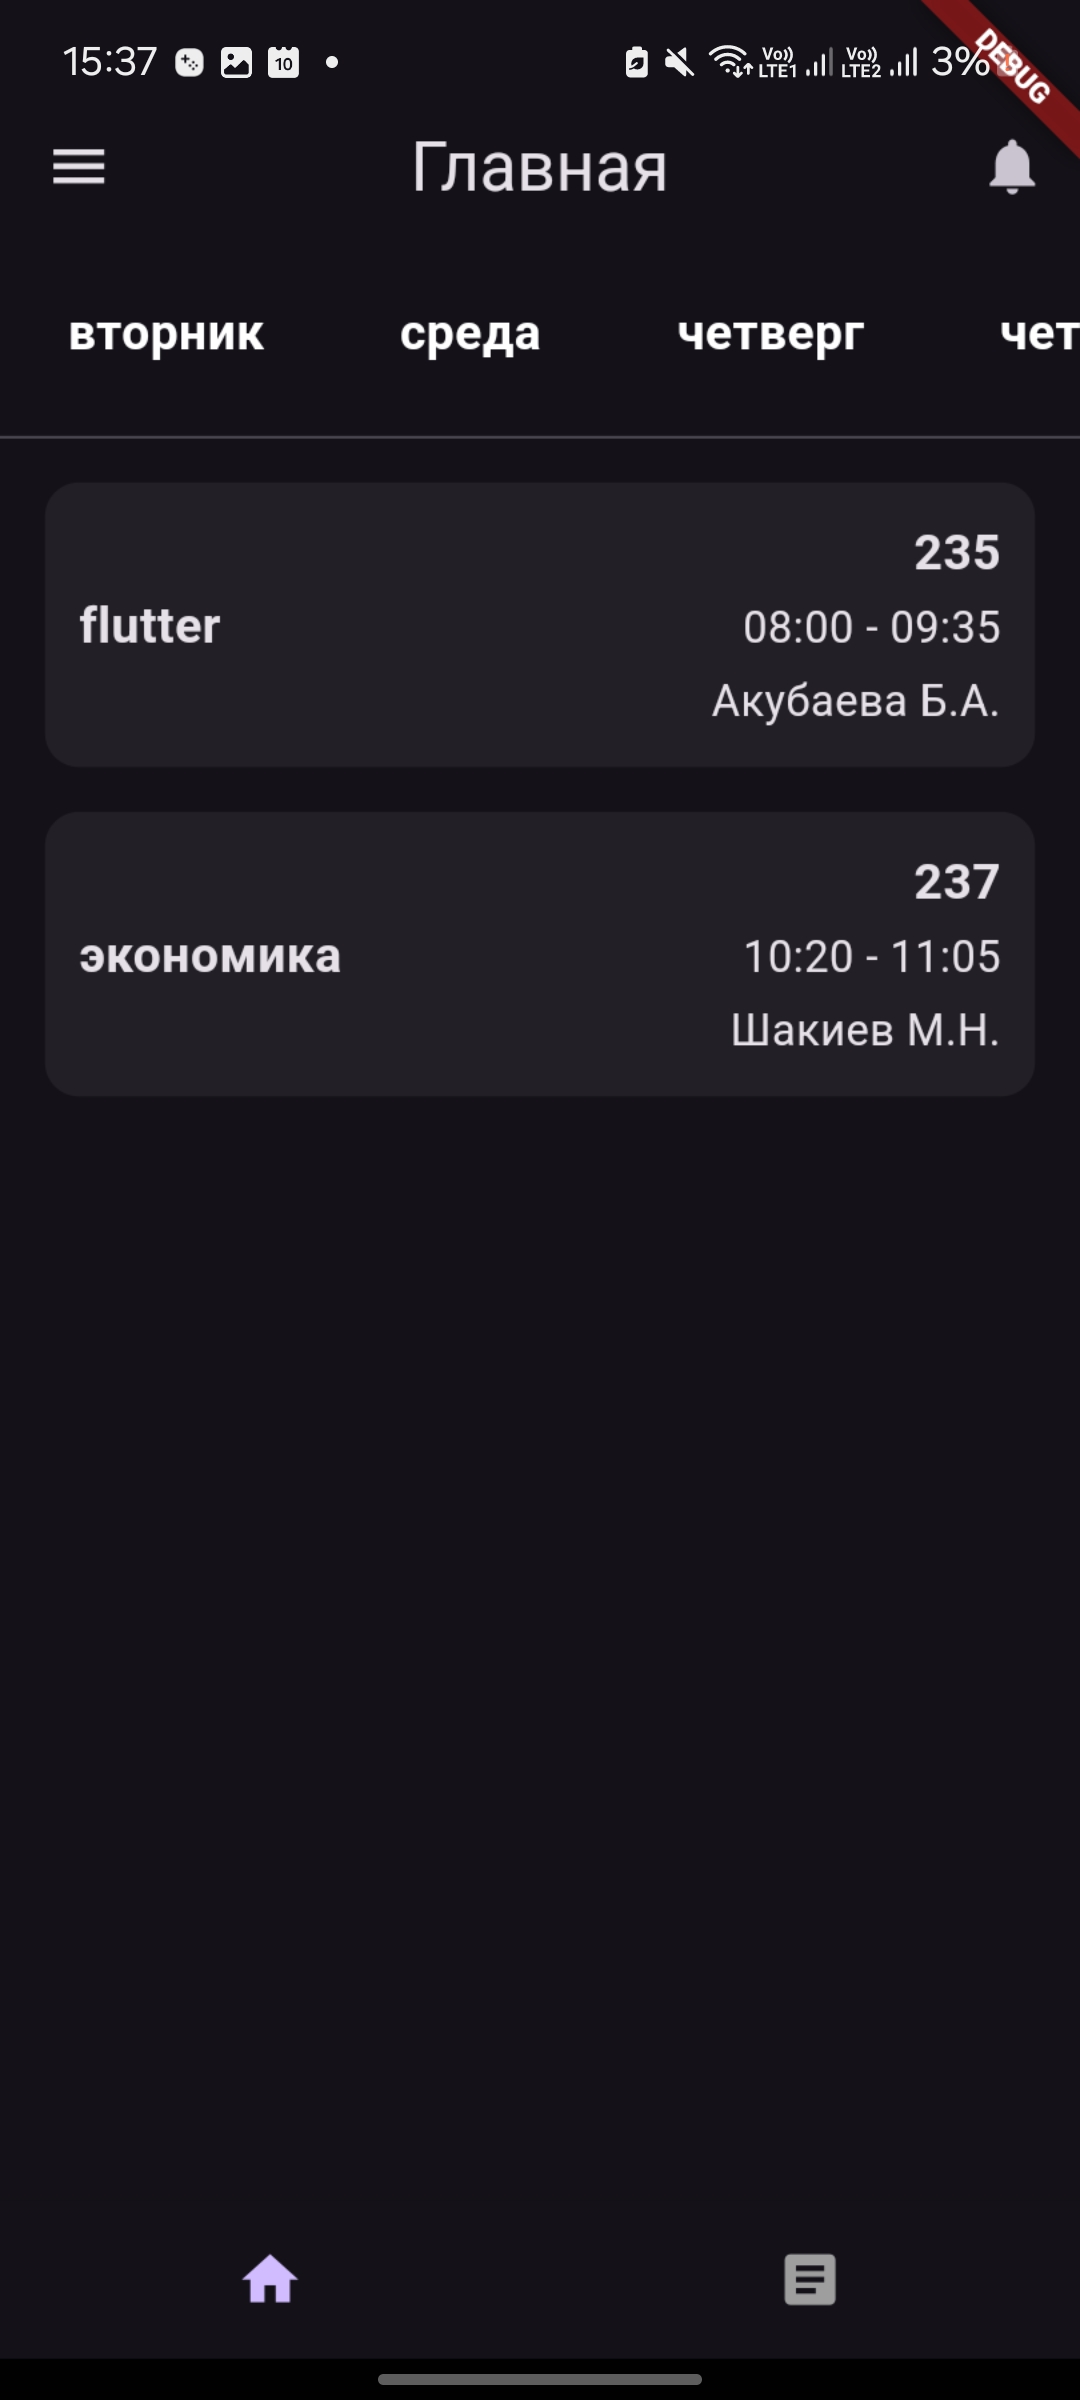 15:37 10 Vo)) LTE1 Vo)) LTE2 3%
DEBUG
Главная
вторник среда четверг чет
235
flutter 08:00 - 09:35
Акубаева Б.А.
237
экономика 10:20 - 11:05
Шакиев М.Н.